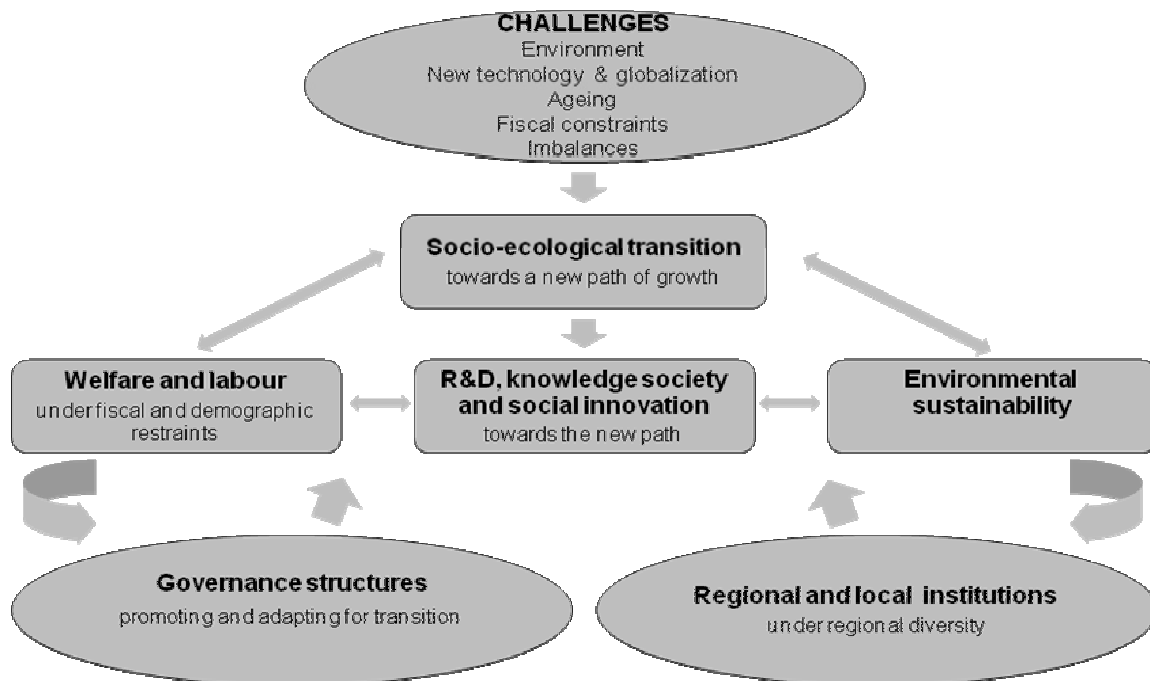 CHALLENGES
Environment
New technology & globalization
Ageing
Fiscal constraints
Imbalances
Socio-ecological transition
towards a new path of growth
Welfare and labour
under fiscal and demographic
restraints
R&D, knowledge society
and social innovation
towards the new path
Environmental
sustainability
Governance structures
promoting and adapting for transition
Regional and local institutions
under regional diversity